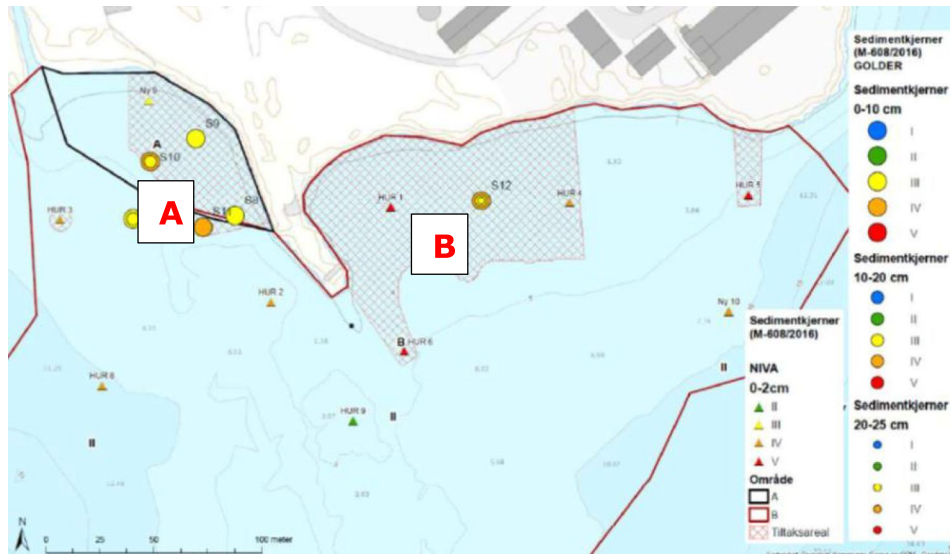 Ny 9
S9
A
S10
HUR 3
A
S11
S8
HUR 1
S12
HUR 4
HUR 5
B
HUR 2
Ny 10
B HUR 6
HUR 8
HUR 9
II
II
II
N
0 50 100 meter
Sedimentkjerner
(M-608/2016)
NIVA
0-2cm
II
III
IV
V
Område
A
B
Tiltaksareal
Sedimentkjerner
(M-608/2016)
GOLDER
Sedimentkjerner
0-10 cm
I
II
III
IV
V
Sedimentkjerner
10-20 cm
I
II
III
IV
V
Sedimentkjerner
20-25 cm
I
II
III
IV
V